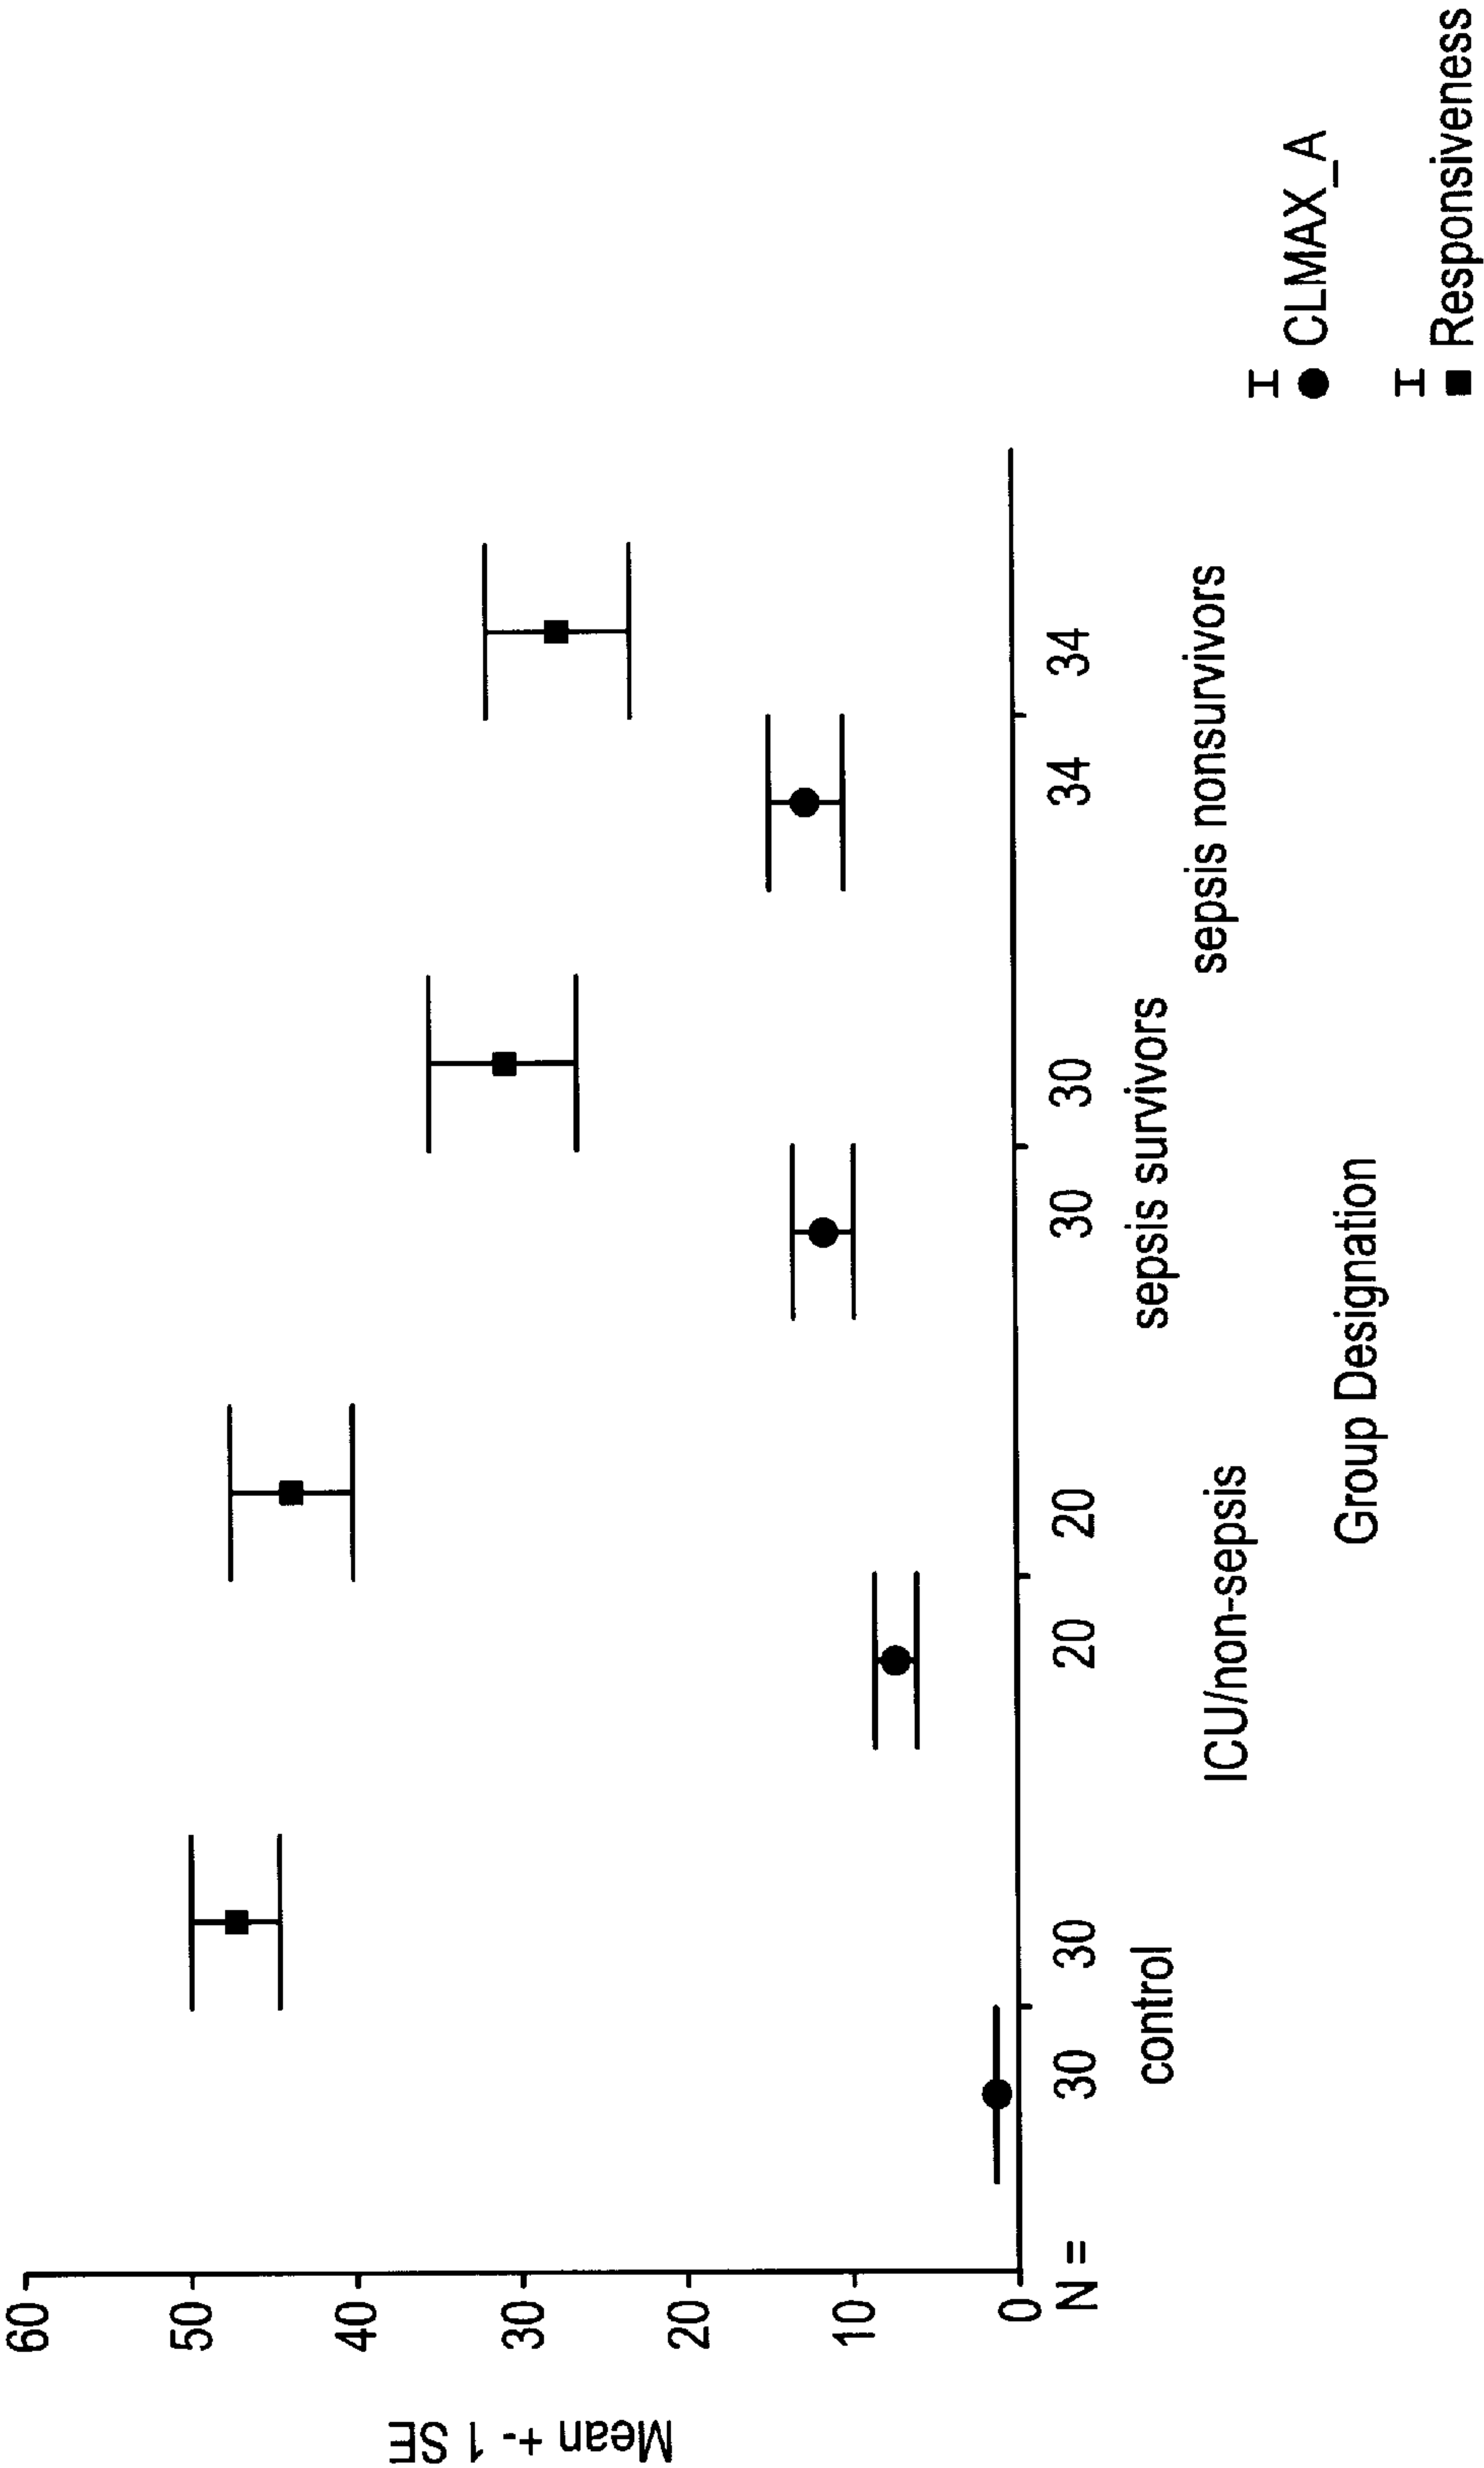 60
50
40
30
20
10
0
Mean +- 1 SE
N = 30 30 20 20 30 30 34 34
control
ICU/non-sepsis
sepsis survivors
sepsis nonsurvivors
Group Designation
CLMAX_A
Responsiveness